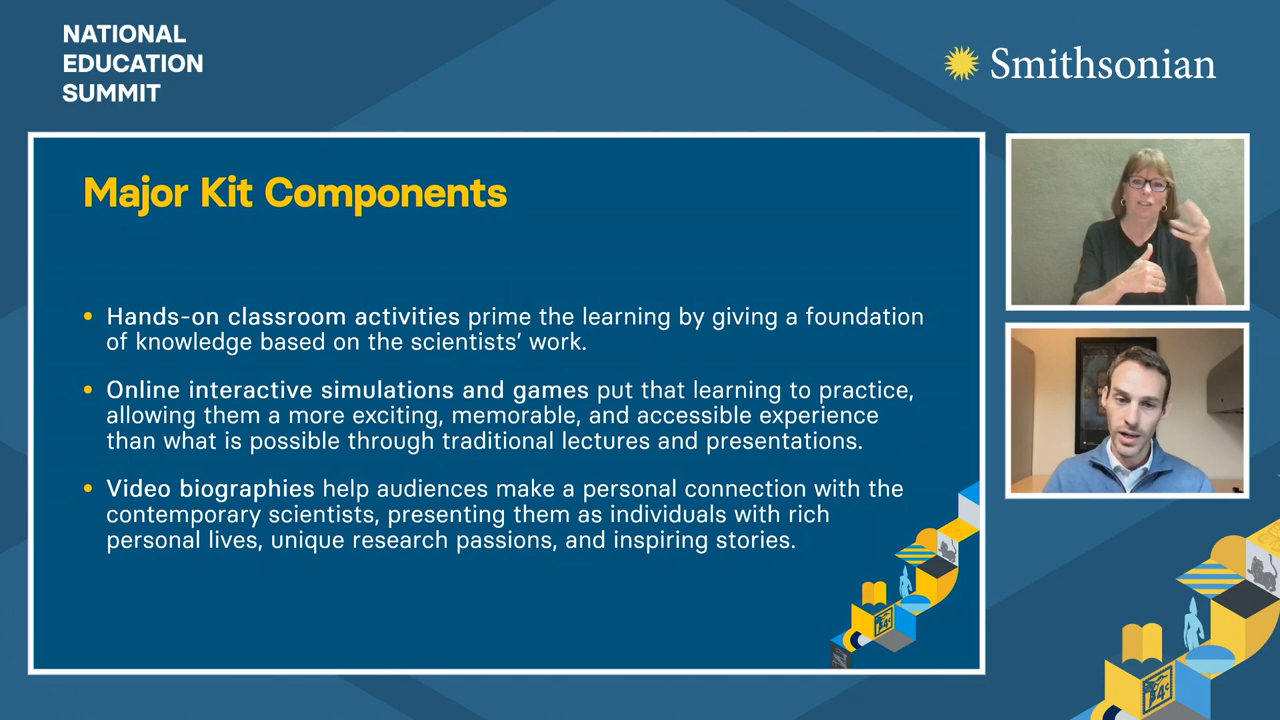 NATIONAL
EDUCATION
SUMMIT
Smithsonian
Major Kit Components
• Hands-on classroom activities prime the learning by giving a foundation
of knowledge based on the scientists’ work.
• Online interactive simulations and games put that learning to practice,
allowing them a more exciting, memorable, and accessible experience
than what is possible through traditional lectures and presentations.
• Video biographies help audiences make a personal connection with the
contemporary scientists, presenting them as individuals with rich
personal lives, unique research passions, and inspiring stories.
4¢
4¢